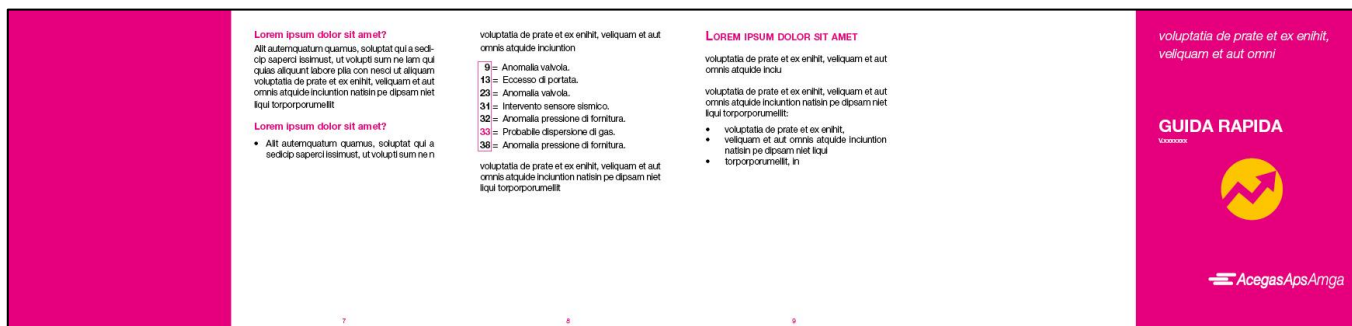 Lorem ipsum dolor sit amet?
Alit autemquatum quamus, soluptat qui a sedi-
cip saperci issimust, ut volupti sum ne lam qui
quias aliquunt labore plia con nesci ut aliquam
voluptatia de prate et ex enihit, veliquam et aut
omnis atquide inciuntion natisin pe dipsam niet
liqui torporporumellit
Lorem ipsum dolor sit amet?
• Alit autemquatum quamus, soluptat qui a
sedicip saperci issimust, ut volupti sum ne n
7
voluptatia de prate et ex enihit, veliquam et aut
omnis atquide inciuntion
9 = Anomalia valvola.
13 = Eccesso di portata.
23 = Anomalia valvola.
31 = Intervento sensore sismico.
32 = Anomalia pressione di fornitura.
33 = Probabile dispersione di gas.
38 = Anomalia pressione di fornitura.
voluptatia de prate et ex enihit, veliquam et aut
omnis atquide inciuntion natisin pe dipsam niet
liqui torporporumellit
8
LOREM IPSUM DOLOR SIT AMET
voluptatia de prate et ex enihit, veliquam et aut
omnis atquide inciu
voluptatia de prate et ex enihit, veliquam et aut
omnis atquide inciuntion natisin pe dipsam niet
liqui torporporumellit:
• voluptatia de prate et ex enihit,
• veliquam et aut omnis atquide inciuntion
natisin pe dipsam niet liqui
• torporporumellit, in
9
voluptatia de prate et ex enihit,
veliquam et aut omni
GUIDA RAPIDA
V.xxxxxxx
AcegasApsAmga